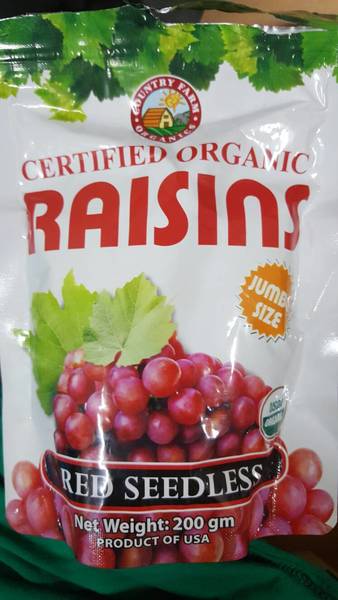 COUNTRY FARM
ORGANICS
CERTIFIED ORGANIC
RAISINS
JUMBO
SIZE
USDA
ORGANIC
RED SEEDLESS
Net Weight: 200 gm
PRODUCT OF USA